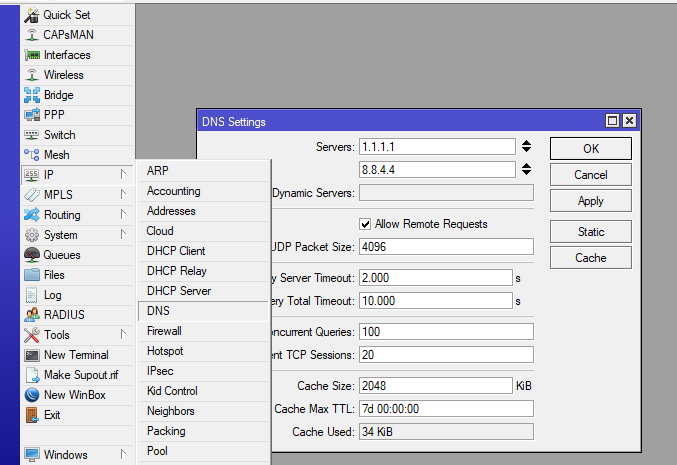 Quick Set
CAPsMAN
Interfaces
Wireless
Bridge
PPP
Switch
Mesh
IP
MPLS
Routing
System
Queues
Files
Log
RADIUS
Tools
New Terminal
Make Supout.rif
New WinBox
Exit
Windows
ARP
Accounting
Addresses
Cloud
DHCP Client
DHCP Relay
DHCP Server
DNS
Firewall
Hotspot
IPsec
Kid Control
Neighbors
Packing
Pool
DNS Settings
Servers: 1.1.1.1
8.8.4.4
Dynamic Servers:
Allow Remote Requests
UDP Packet Size: 4096
y Server Timeout: 2.000 s
ery Total Timeout: 10.000 s
oncurrent Queries: 100
ent TCP Sessions: 20
Cache Size: 2048 KiB
Cache Max TTL: 7d 00:00:00
Cache Used: 34 KiB
OK
Cancel
Apply
Static
Cache